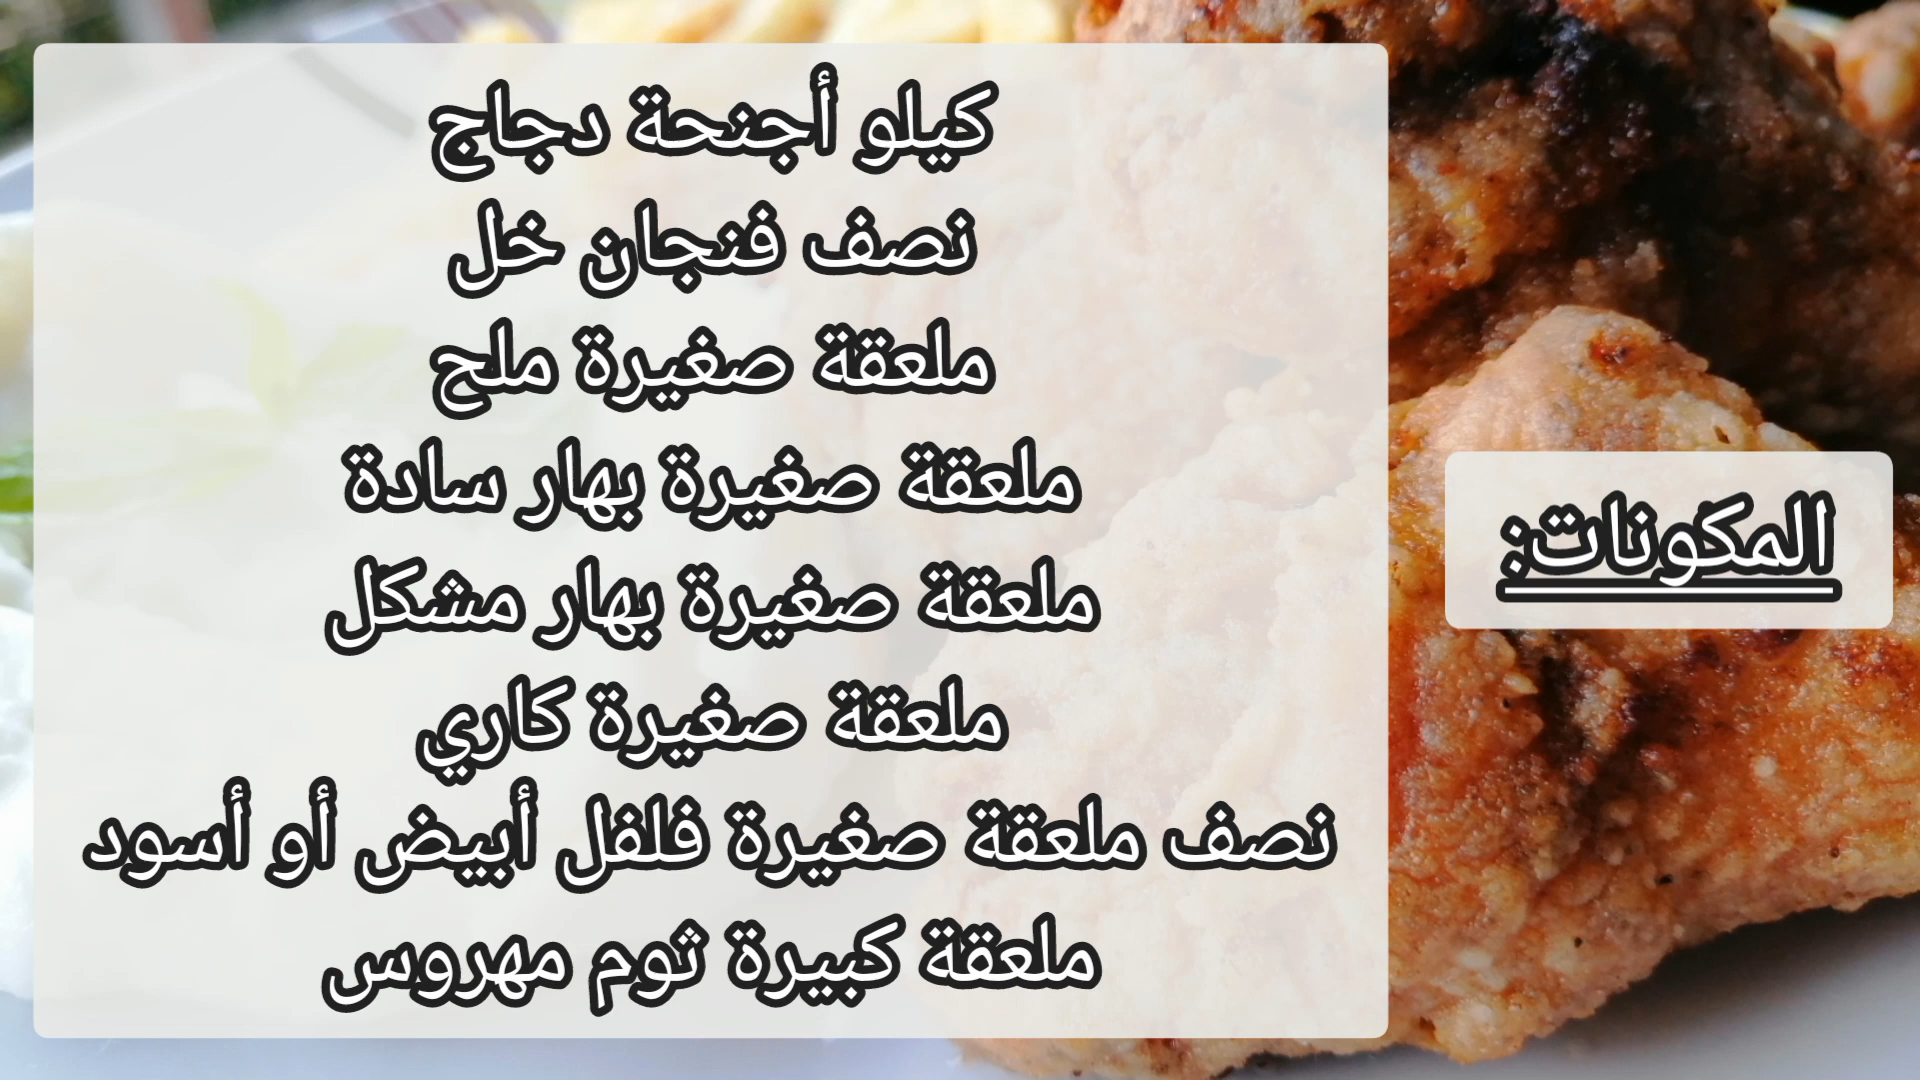 المكونات:
كيلو أجنحة دجاج
نصف فنجان خل
ملعقة صغيرة ملح
ملعقة صغيرة بهار سادة
ملعقة صغيرة بهار مشكل
ملعقة صغيرة كاري
نصف ملعقة صغيرة فلفل أبيض أو أسود
ملعقة كبيرة ثوم مهروس